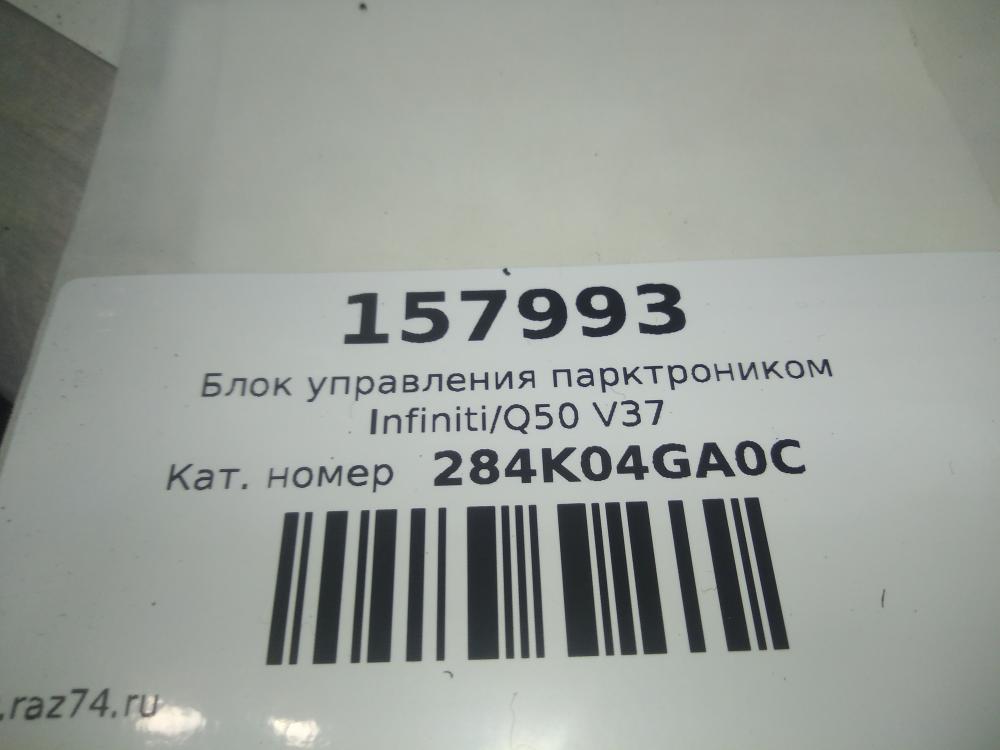 157993
Блок управления парктроником
Infiniti/Q50 V37
Кат. номер 284K04GA0C
.raz74.ru